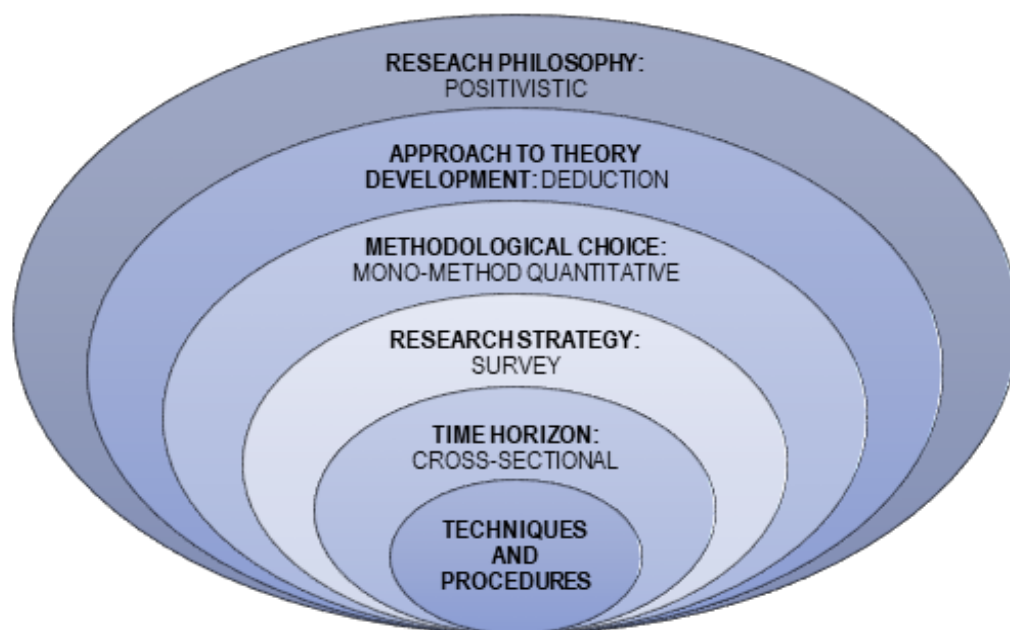 RESEACH PHILOSOPHY:
POSITIVISTIC
APPROACH TO THEORY
DEVELOPMENT: DEDUCTION
METHODOLOGICAL CHOICE:
MONO-METHOD QUANTITATIVE
RESEARCH STRATEGY:
SURVEY
TIME HORIZON:
CROSS-SECTIONAL
TECHNIQUES
AND
PROCEDURES